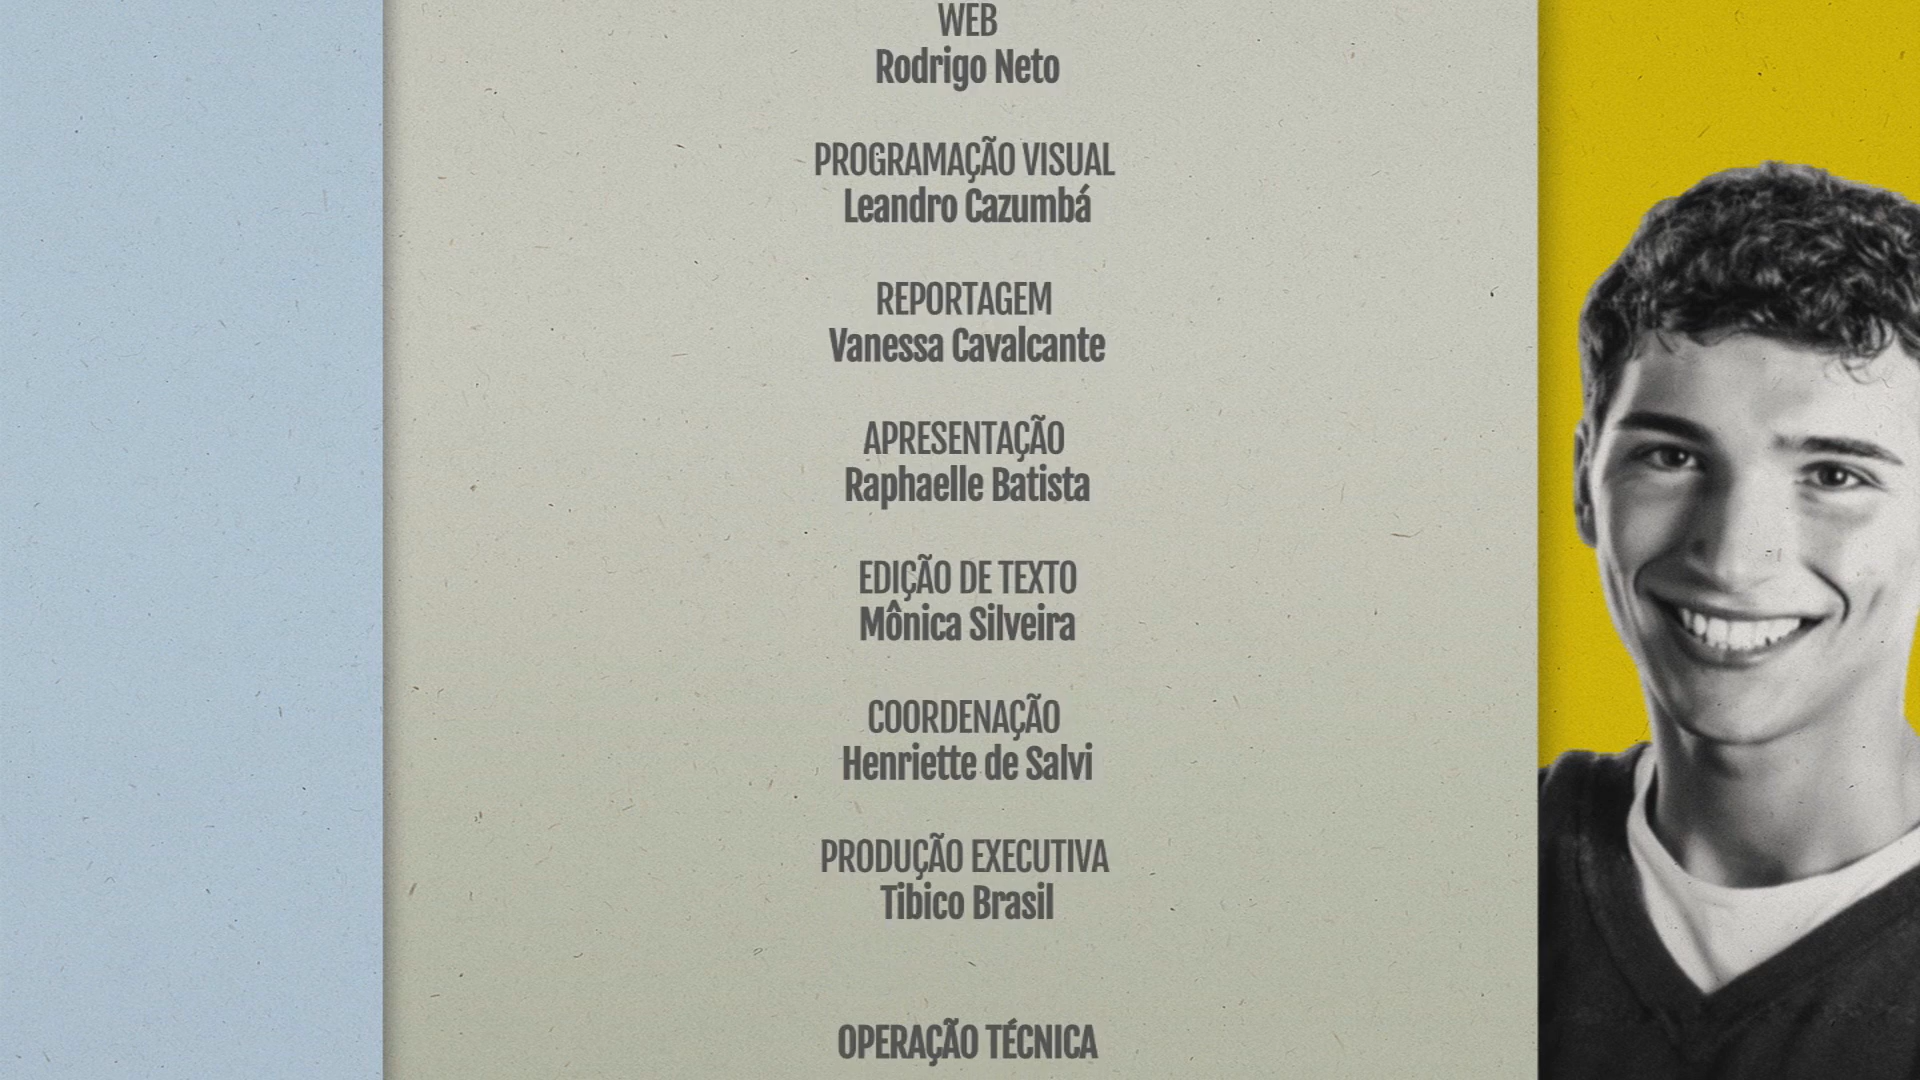 WEB
Rodrigo Neto
PROGRAMAÇÃO VISUAL
Leandro Cazumbá
REPORTAGEM
Vanessa Cavalcante
APRESENTAÇÃO
Raphaelle Batista
EDIÇÃO DE TEXTO
Mônica Silveira
COORDENAÇÃO
Henriette de Salvi
PRODUÇÃO EXECUTIVA
Tibico Brasil
OPERAÇÃO TÉCNICA